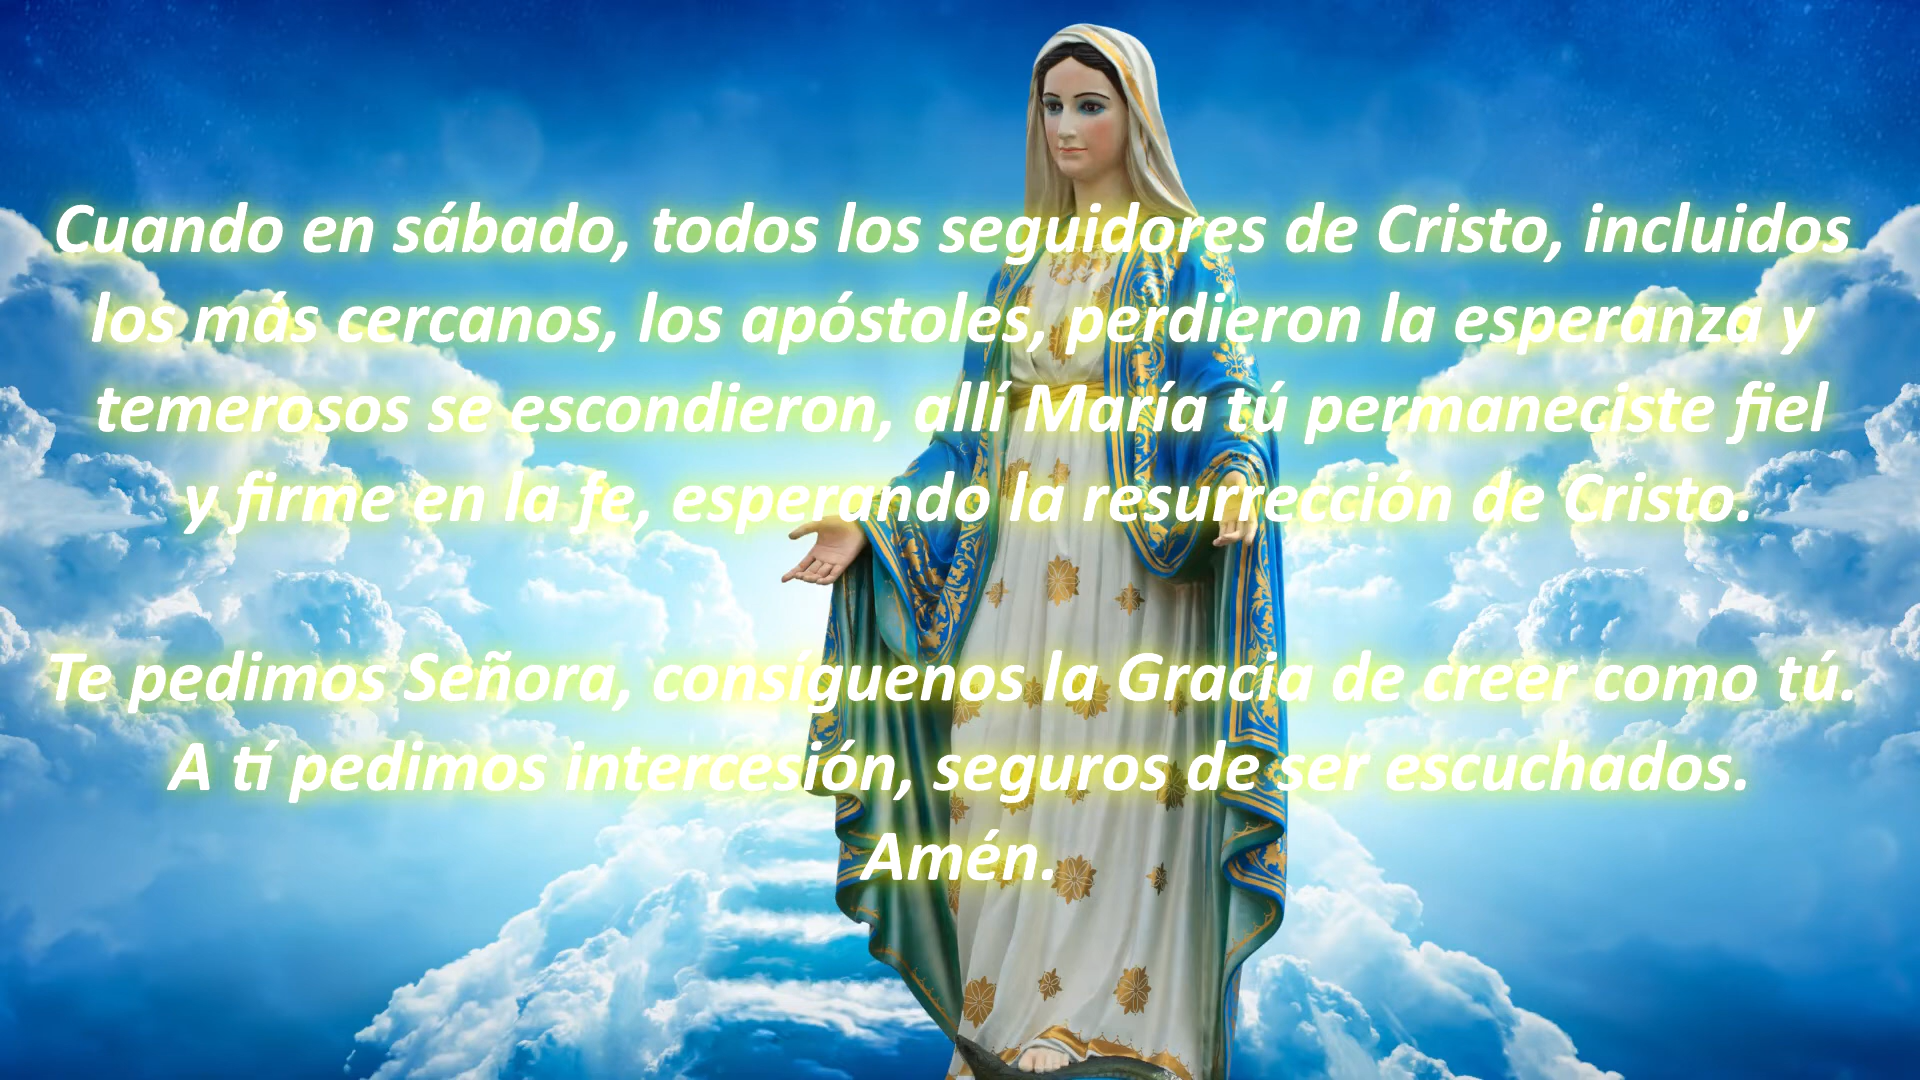 Cuando en sábado, todos los seguidores de Cristo, incluidos
los más cercanos, los apóstoles, perdieron la esperanza y
temerosos se escondieron, allí María tú permaneciste fiel
y firme en la fe, esperando la resurrección de Cristo.
Te pedimos Señora, consíguenos la Gracia de creer como tú.
A tí pedimos intercesión, seguros de ser escuchados.
Amén.